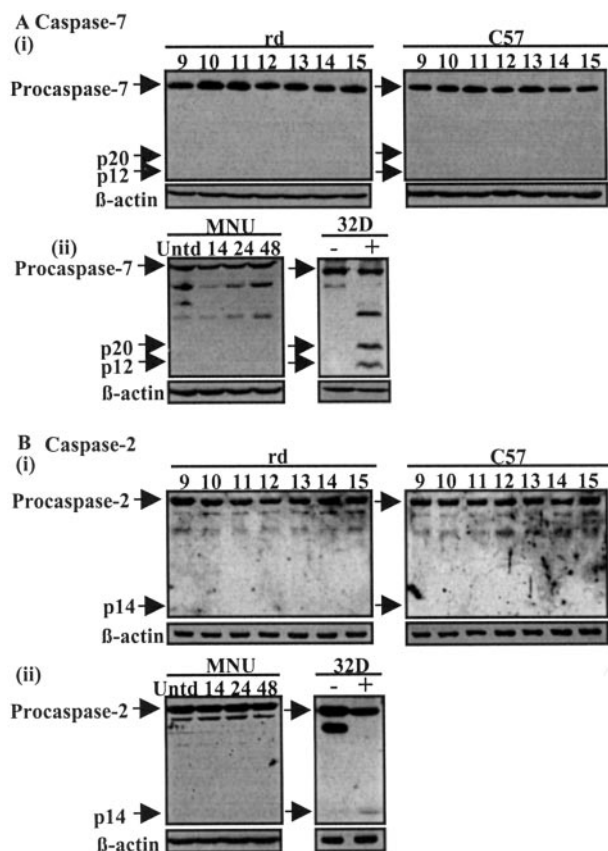 A Caspase-7
(i)
rd C57
9 10 11 12 13 14 15 9 10 11 12 13 14 15
Procaspase-7
p20
p12
ß-actin
(ii) MNU 32D
Untd 14 24 48 - +
Procaspase-7
p20
p12
ß-actin
B Caspase-2
(i) rd C57
9 10 11 12 13 14 15 9 10 11 12 13 14 15
Procaspase-2
p14
ß-actin
(ii) MNU 32D
Untd 14 24 48 - +
Procaspase-2
p14
ß-actin